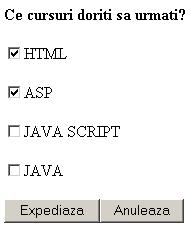 Ce cursuri doriti sa urmati?
HTML
ASP
JAVA SCRIPT
JAVA
Expediaza Anuleaza